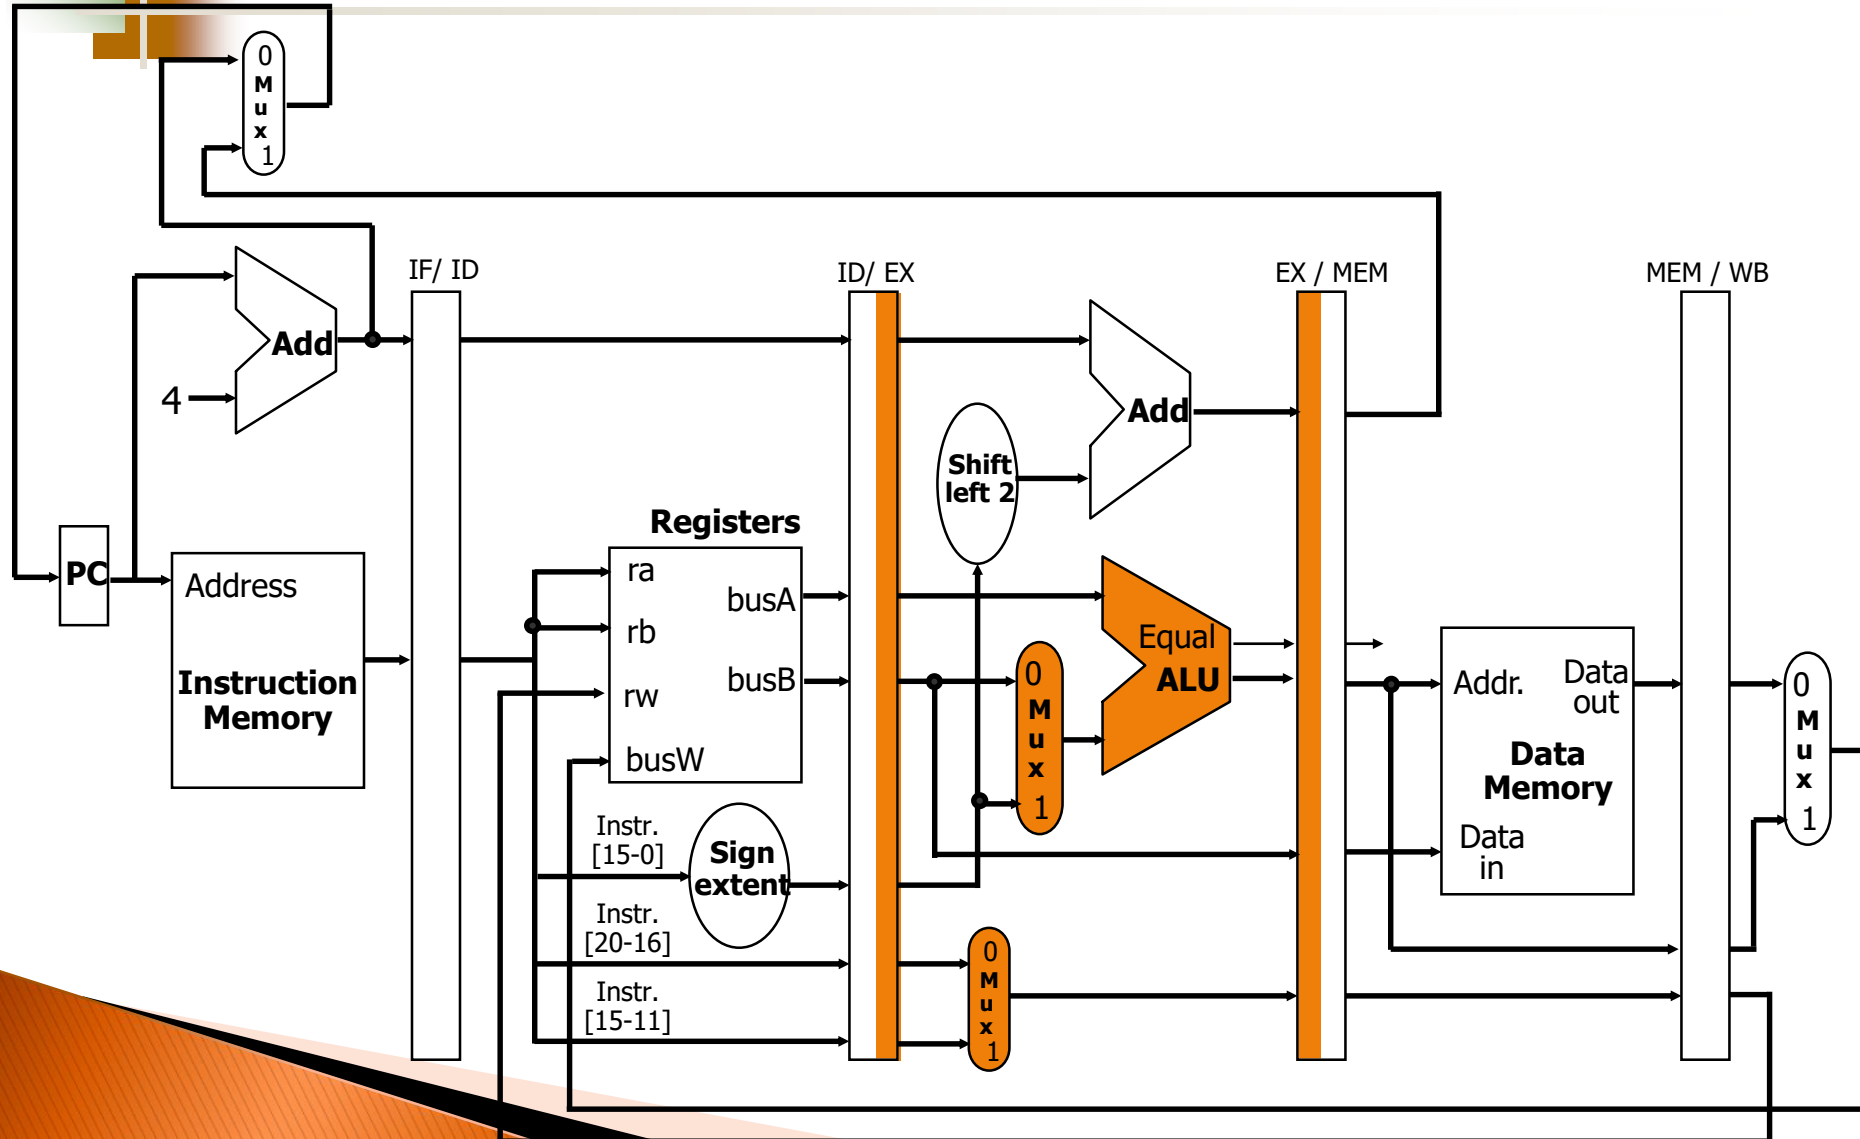 0
M
u
x
1
IF/ ID
ID/ EX
EX / MEM
MEM / WB
Add
4
Add
Shift
left 2
Registers
PC
Address
Instruction
Memory
ra
rb
rw
busW
busA
busB
0
M
u
x
1
Equal
ALU
Addr.
Data
out
Data
Memory
Data
in
0
M
u
x
1
Instr.
[15-0]
Sign
extent
Instr.
[20-16]
Instr.
[15-11]
0
M
u
x
1